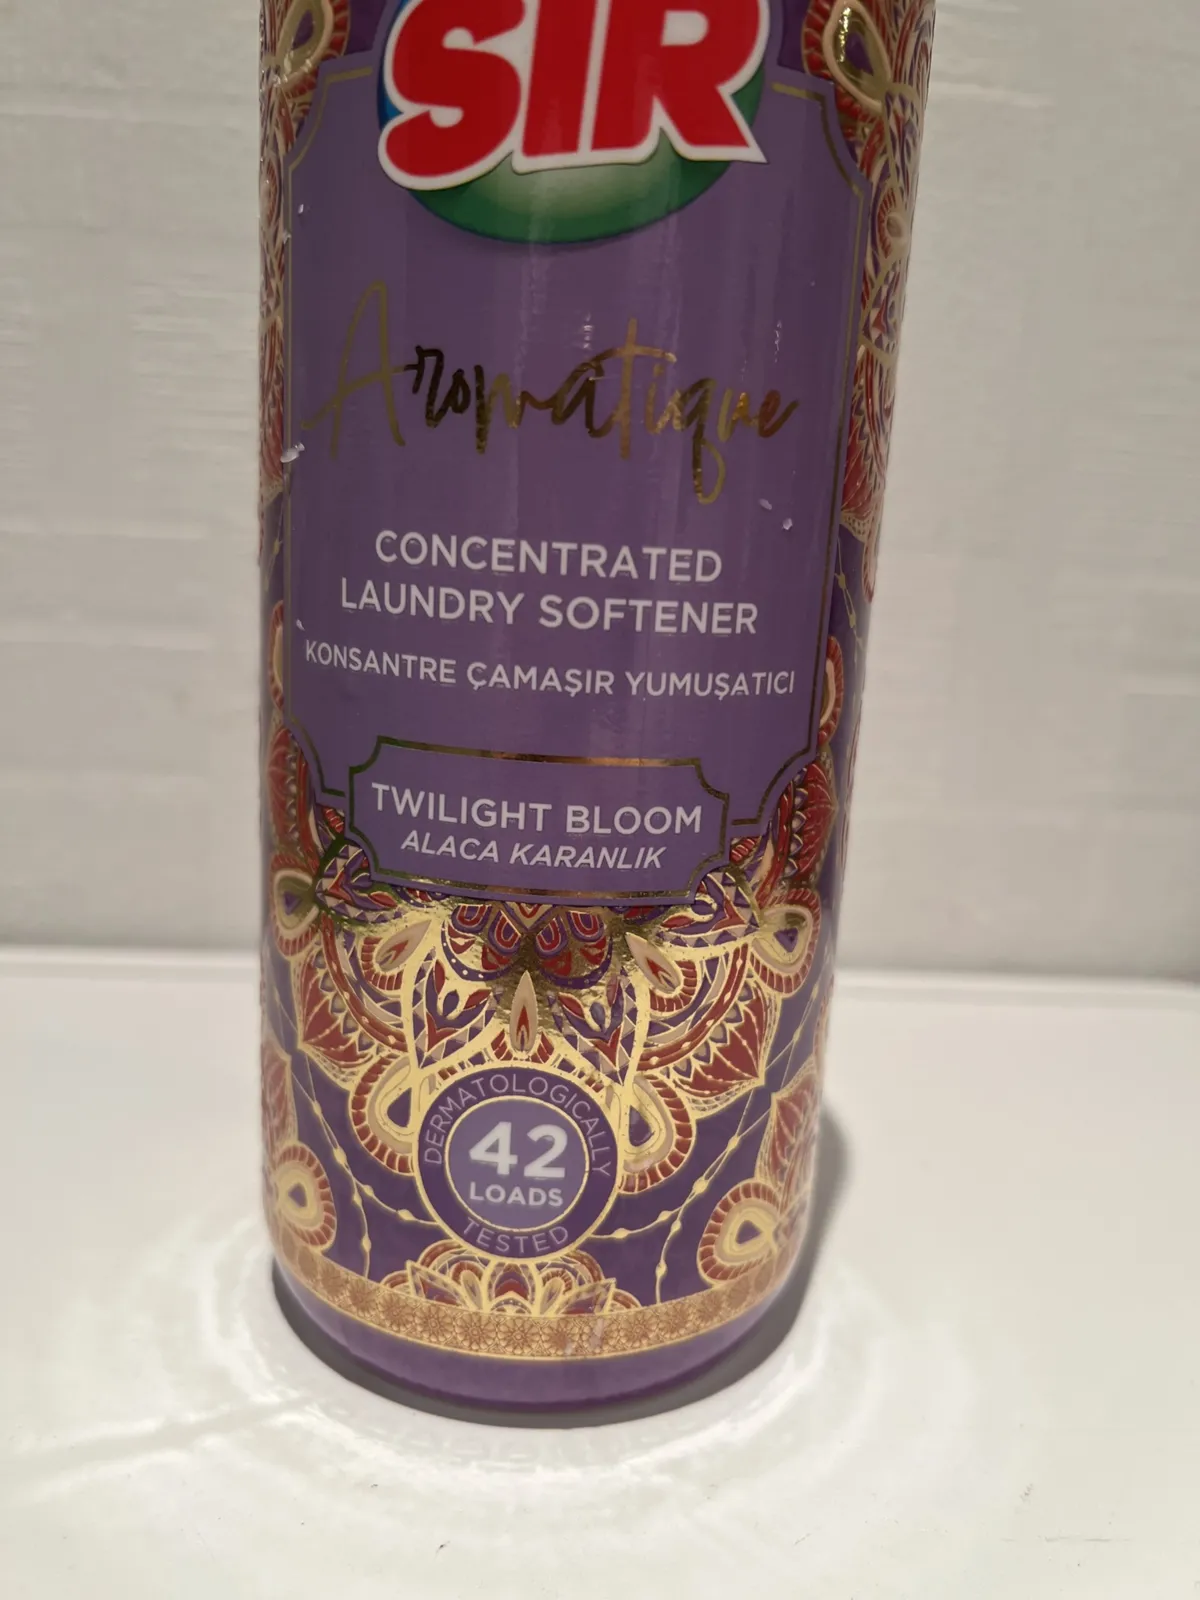 SIR
Aromatique
CONCENTRATED
LAUNDRY SOFTENER
KONSANTRE ÇAMAŞIR YUMUŞATICI
TWILIGHT BLOOM
ALACA KARANLIK
DERMATOLOGICALLY
42
LOADS
TESTED